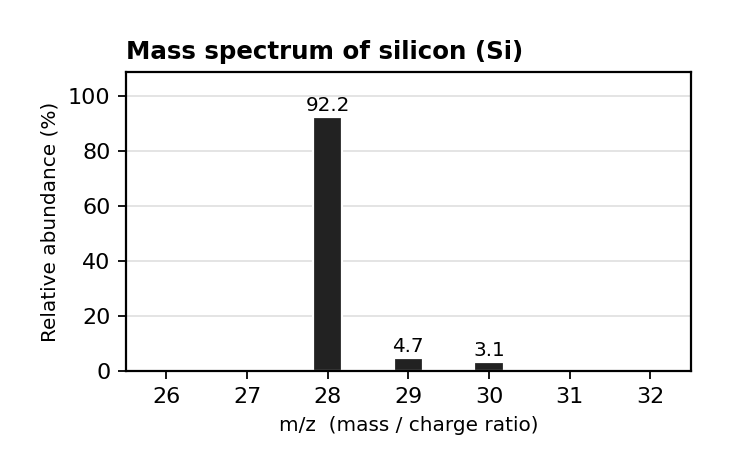 Mass spectrum of silicon (Si)
Relative abundance (%)
100
80
60
40
20
0
92.2
4.7
3.1
26 27 28 29 30 31 32
m/z (mass / charge ratio)